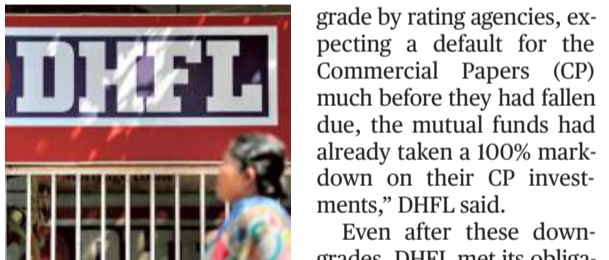 DHFL
grade by rating agencies, ex-
pecting a default for the
Commercial Papers (CP)
much before they had fallen
due, the mutual funds had
already taken a 100% mark-
down on their CP invest-
ments,” DHFL said.
Even after these down-
grades, DHFL met its obliga-